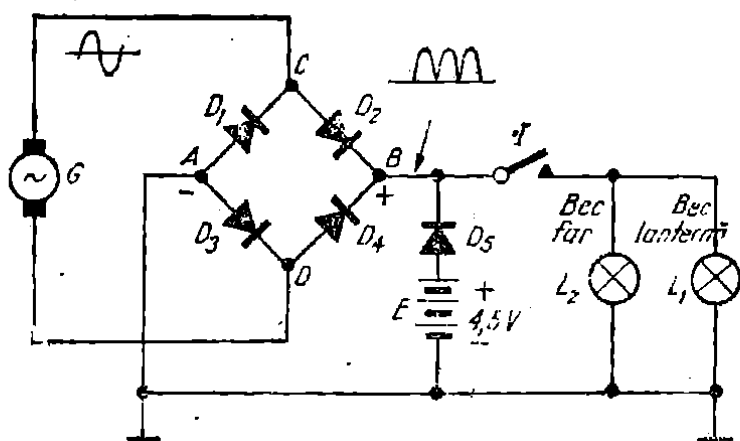 C
D1
D2
G
~
A
-
B
+
I
D3
D4
D
D5
E
+
4,5V
-
Bec far
L2
Bec lanternă
L1